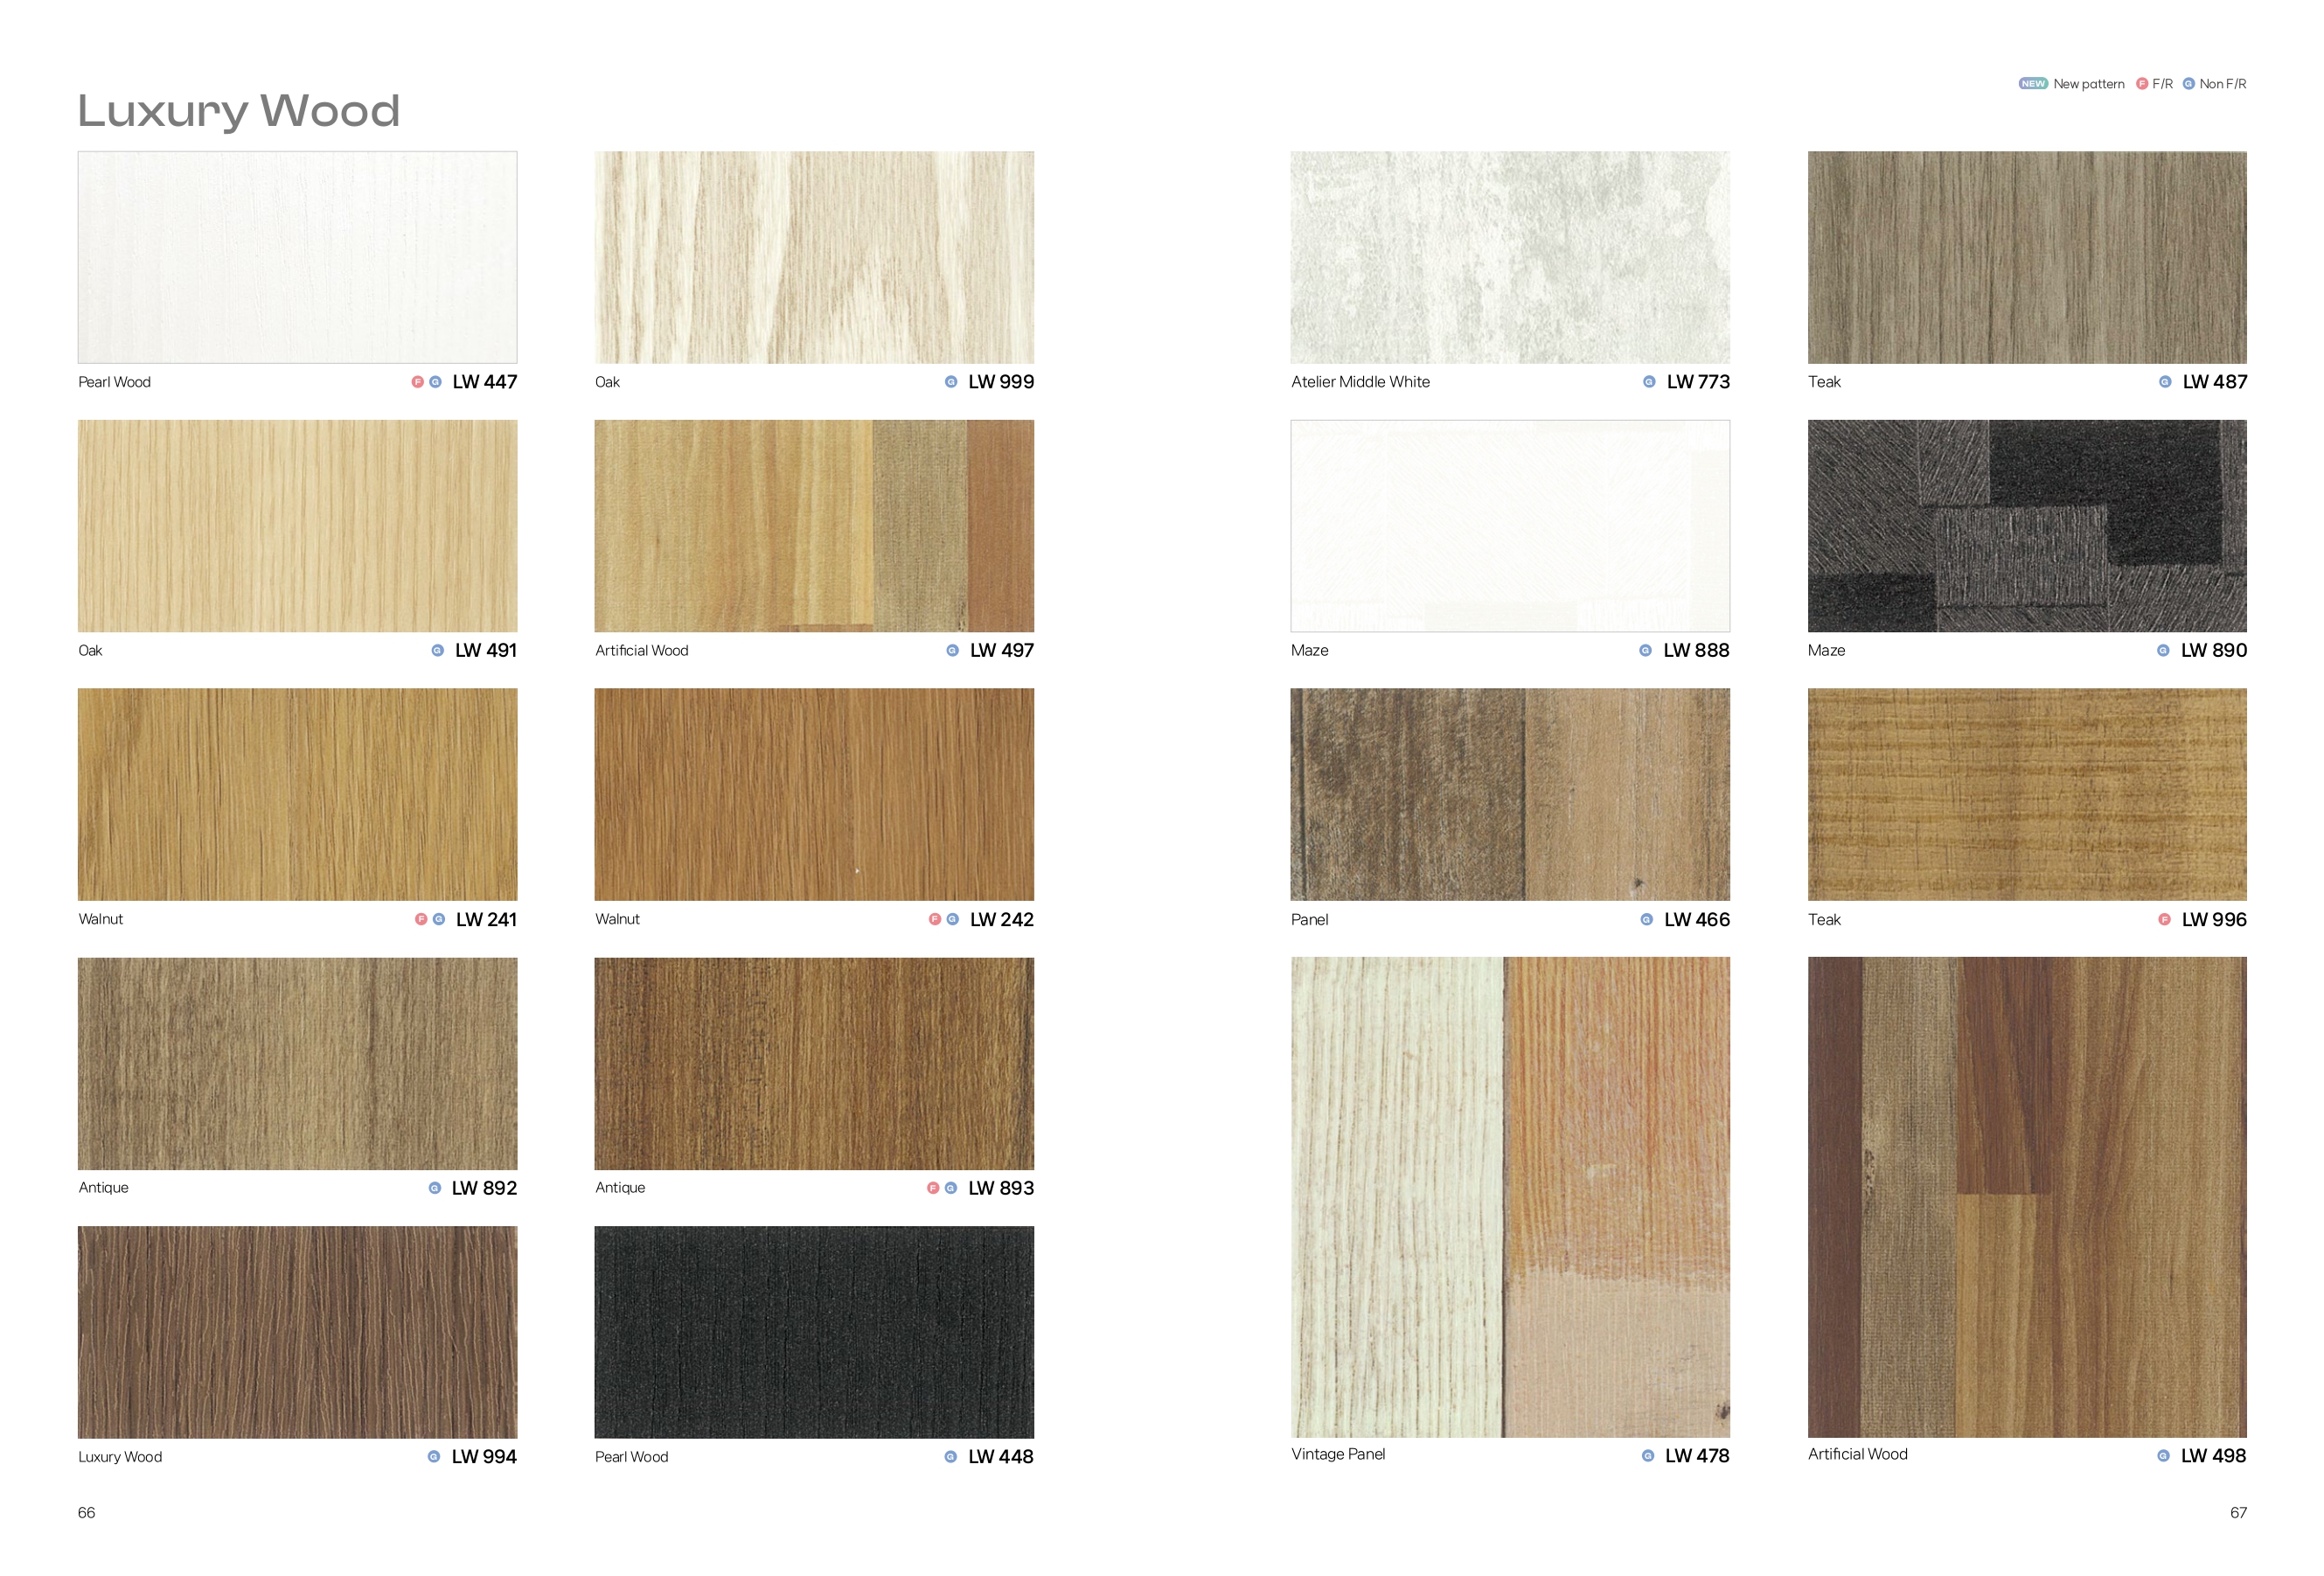 Luxury Wood
NEW New pattern F F/R G Non F/R
Pearl Wood F G LW 447
Oak G LW 999
Oak G LW 491
Artificial Wood G LW 497
Walnut F G LW 241
Walnut F G LW 242
Antique G LW 892
Antique F G LW 893
Luxury Wood G LW 994
Pearl Wood G LW 448
66
Atelier Middle White G LW 773
Teak G LW 487
Maze G LW 888
Maze G LW 890
Panel G LW 466
Teak F LW 996
Vintage Panel G LW 478
Artificial Wood G LW 498
67